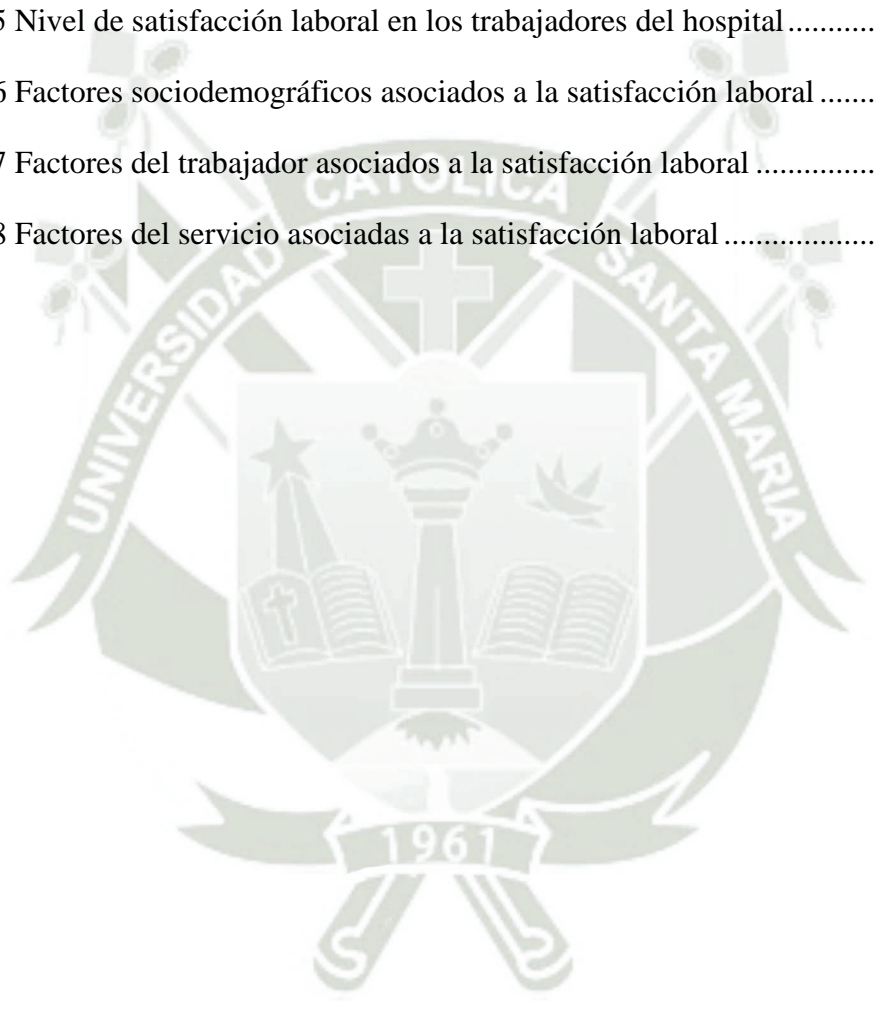 5 Nivel de satisfacción laboral en los trabajadores del hospital...........
6 Factores sociodemográficos asociados a la satisfacción laboral.......
7 Factores del trabajador asociados a la satisfacción laboral...............
8 Factores del servicio asociadas a la satisfacción laboral...................
UNIVERSIDAD CATOLICA SANTA MARIA
1961